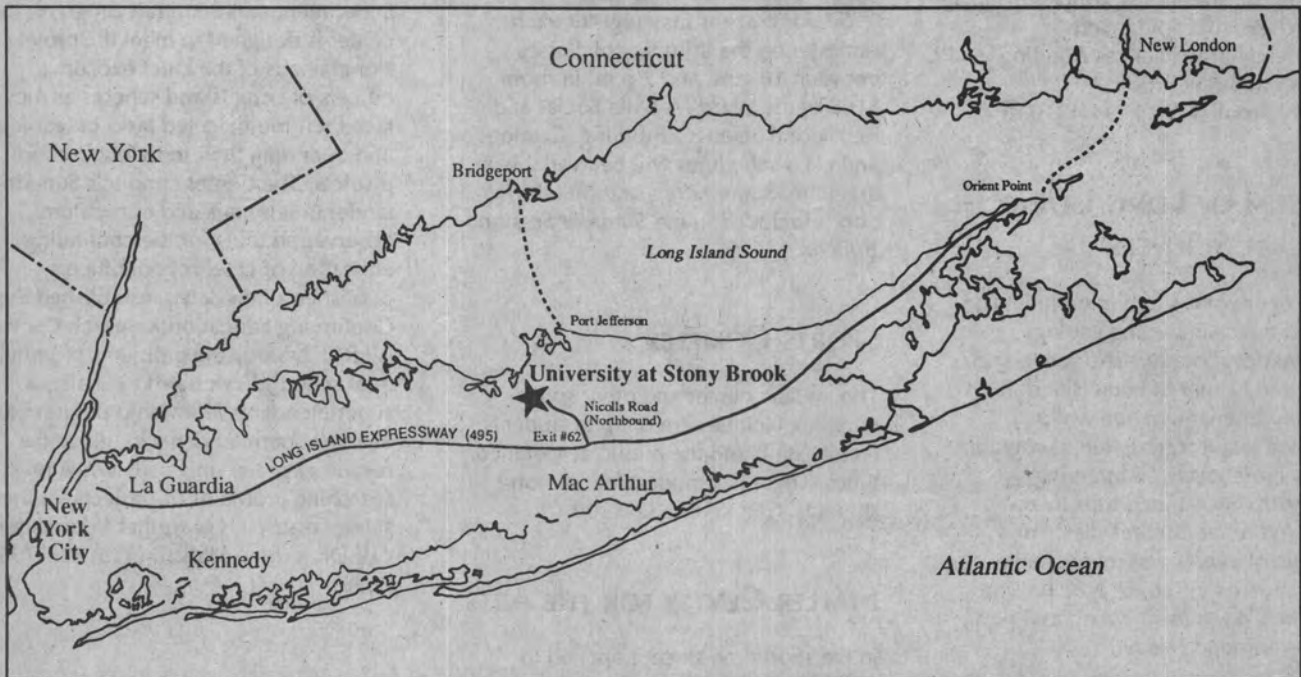 Connecticut
New London
New York
Bridgeport
Orient Point
Long Island Sound
Port Jefferson
University at Stony Brook
Nicolls Road
(Northbound)
Exit #62
LONG ISLAND EXPRESSWAY (495)
La Guardia
Mac Arthur
New
York
City
Kennedy
Atlantic Ocean